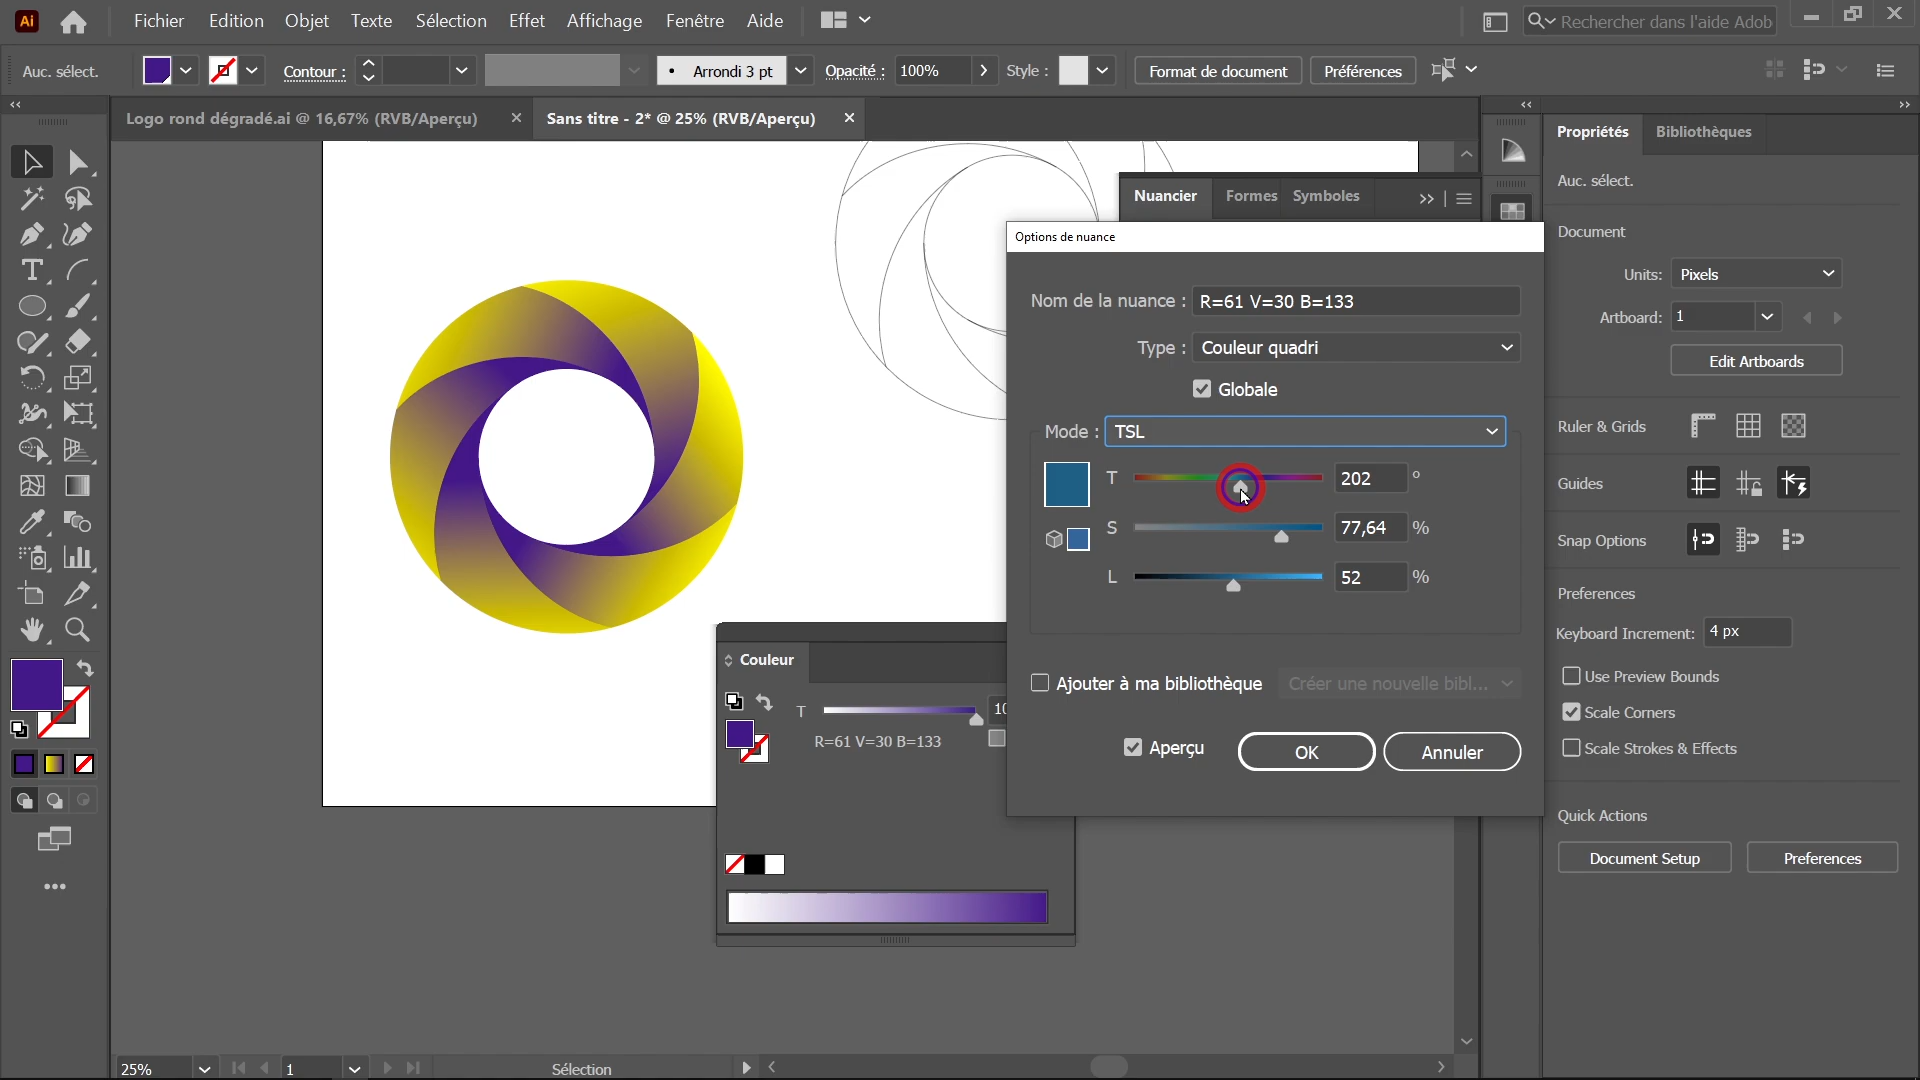 Ai Fichier Edition Objet Texte Sélection Effet Affichage Fenêtre Aide Rechercher dans l'aide Adob
Auc. sélect. Contour : Arrondi 3 pt Opacité : 100% Style : Format de document Préférences
Logo rond dégradé.ai @ 16,67% (RVB/Aperçu) Sans titre - 2* @ 25% (RVB/Aperçu)
Propriétés Bibliothèques
Auc. sélect.
Nuancier Formes Symboles
Options de nuance
Nom de la nuance : R=61 V=30 B=133
Type : Couleur quadri
Globale
Mode : TSL
T 202 °
S 77,64 %
L 52 %
Ajouter à ma bibliothèque Créer une nouvelle bibl...
Aperçu OK Annuler
Couleur
T 10
R=61 V=30 B=133
Document
Units: Pixels
Artboard: 1
Edit Artboards
Ruler & Grids
Guides
Snap Options
Preferences
Keyboard Increment: 4 px
Use Preview Bounds
Scale Corners
Scale Strokes & Effects
Quick Actions
Document Setup Preferences
25% 1 Sélection